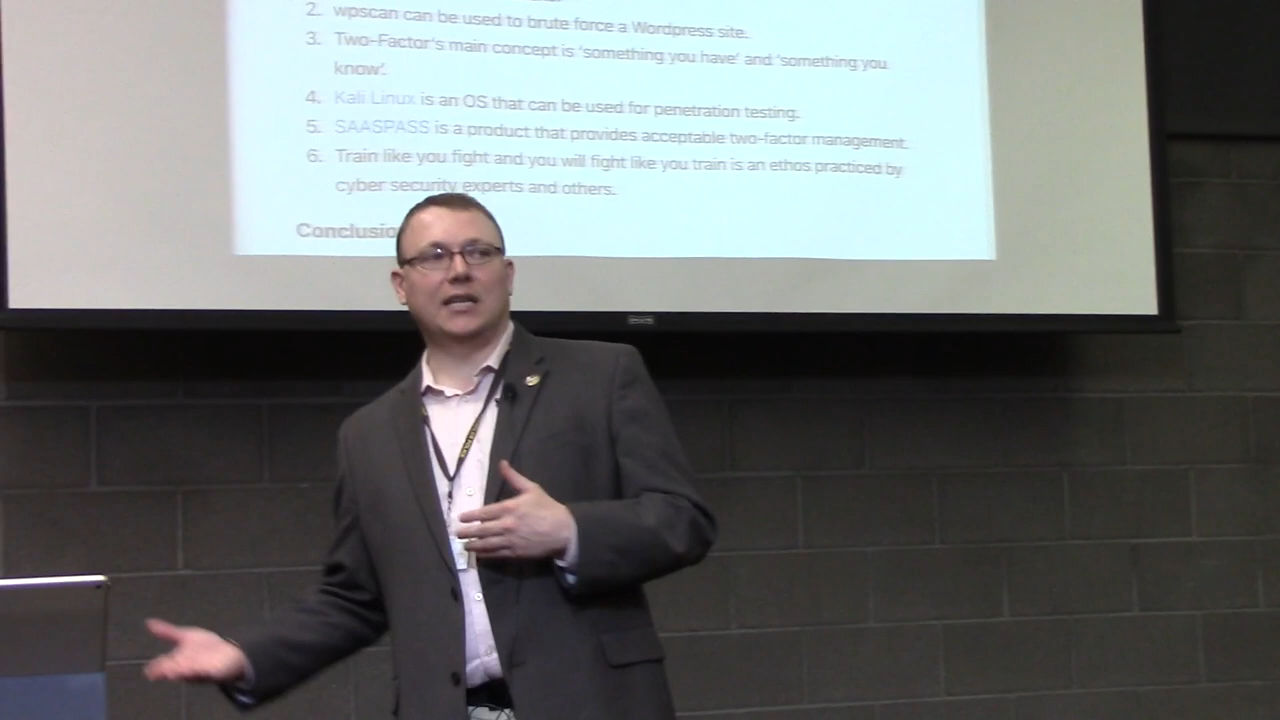 2. wpscan can be used to brute force a Wordpress site.
3. Two-Factor's main concept is 'something you have' and 'something you
know'.
4. Kali Linux is an OS that can be used for penetration testing.
5. SAASPASS is a product that provides acceptable two-factor management.
6. Train like you fight and you will fight like you train is an ethos practiced by
cyber security experts and others.
Conclusio